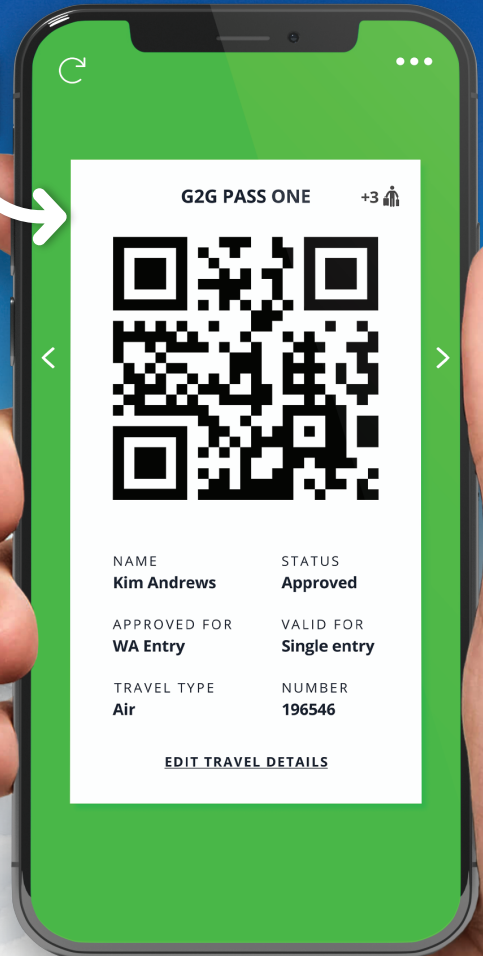 G2G PASS ONE +3
NAME STATUS
Kim Andrews Approved
APPROVED FOR VALID FOR
WA Entry Single entry
TRAVEL TYPE NUMBER
Air 196546
EDIT TRAVEL DETAILS